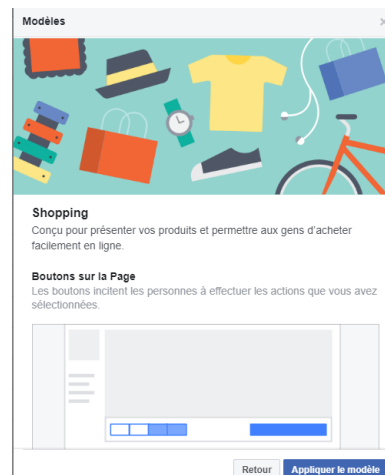 Modèles
Shopping
Conçu pour présenter vos produits et permettre aux gens d'acheter
facilement en ligne.
Boutons sur la Page
Les boutons incitent les personnes à effectuer les actions que vous avez
sélectionnées.
Retour
Appliquer le modèle